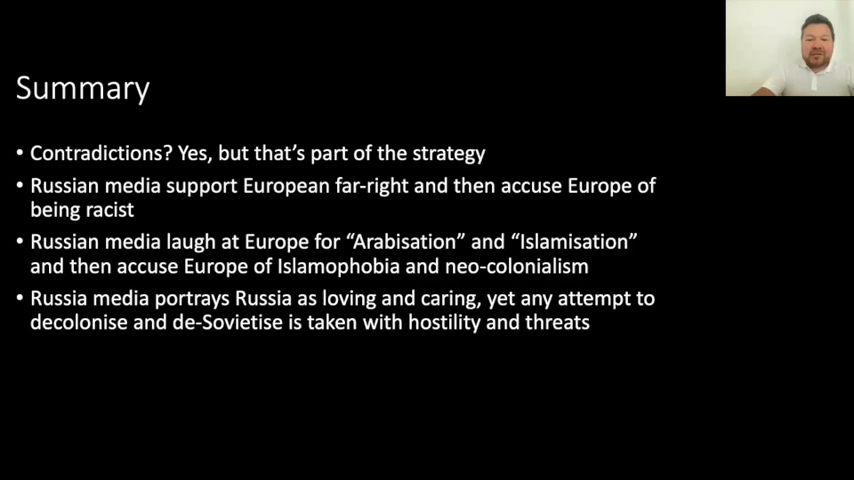 Summary
• Contradictions? Yes, but that's part of the strategy
• Russian media support European far-right and then accuse Europe of
being racist
• Russian media laugh at Europe for “Arabisation” and “Islamisation”
and then accuse Europe of Islamophobia and neo-colonialism
• Russia media portrays Russia as loving and caring, yet any attempt to
decolonise and de-Sovietise is taken with hostility and threats